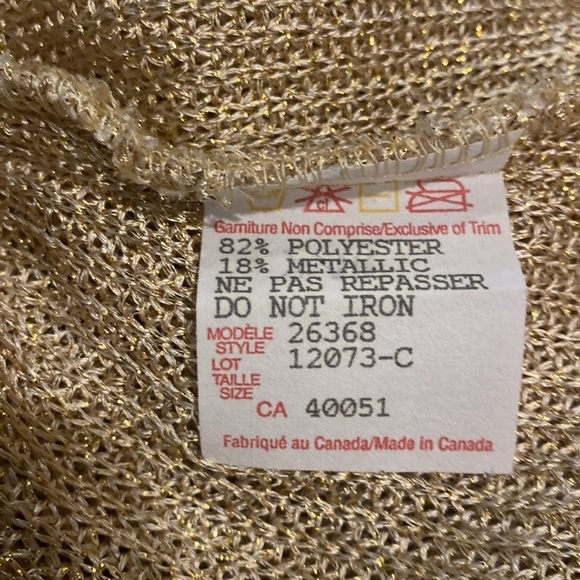 cl
Garniture Non Comprise/Exclusive of Trim
82% POLYESTER
18% METALLIC
NE PAS REPASSER
DO NOT IRON
MODÈLE
STYLE 26368
LOT 12073-C
TAILLE
SIZE
CA 40051
Fabriqué au Canada/Made in Canada